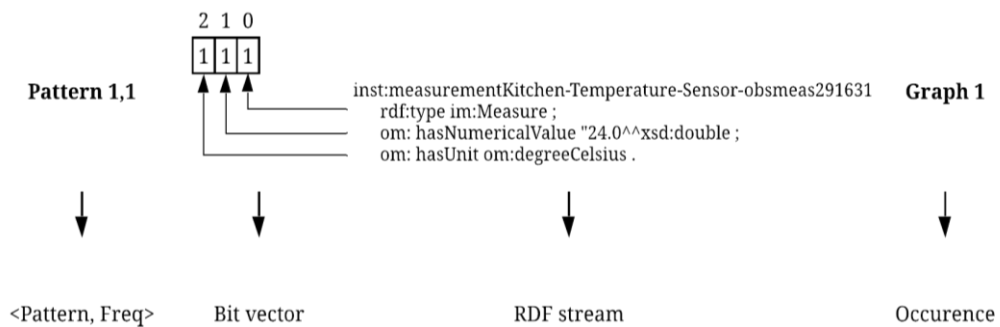 2 1 0
1 1 1
Pattern 1,1
inst:measurementKitchen-Temperature-Sensor-obsmeas291631
Graph 1
rdf:type im:Measure ;
om: hasNumericalValue "24.0^^xsd:double ;
om: hasUnit om:degreeCelsius .
<Pattern, Freq>
Bit vector
RDF stream
Occurence